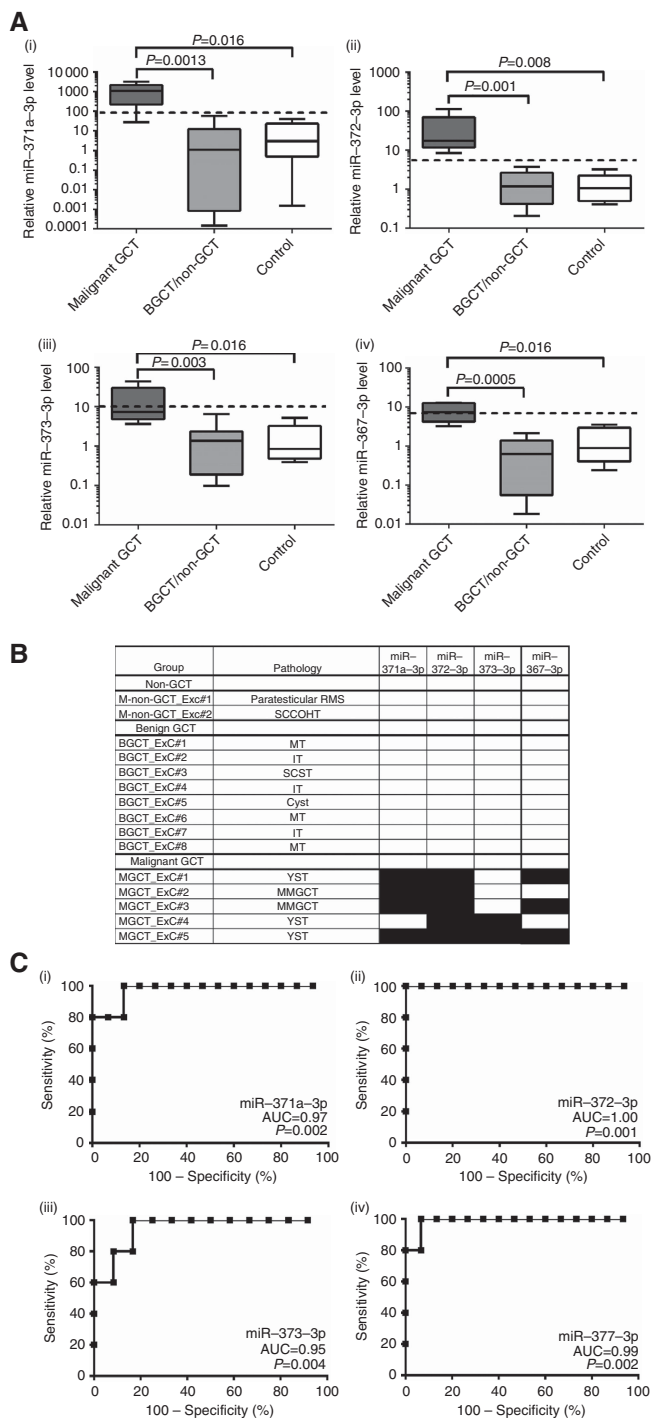 A
(i)
P=0.016
P=0.0013
Relative miR–371a–3p level
10 000
1000
100
10
1
0.1
0.01
0.001
0.0001
Malignant GCT
BGCT/non-GCT
Control
(ii)
P=0.008
P=0.001
Relative miR–372–3p level
1000
100
10
1
0.1
Malignant GCT
BGCT/non-GCT
Control
(iii)
P=0.016
P=0.003
Relative miR–373–3p level
100
10
1
0.1
0.01
Malignant GCT
BGCT/non-GCT
Control
(iv)
P=0.016
P=0.0005
Relative miR–367–3p level
100
10
1
0.1
0.01
Malignant GCT
BGCT/non-GCT
Control
B
Group Pathology miR–371a–3p miR–372–3p miR–373–3p miR–367–3p
Non-GCT
M-non-GCT_Exc#1 Paratesticular RMS
M-non-GCT_Exc#2 SCCOHT
Benign GCT
BGCT_ExC#1 MT
BGCT_ExC#2 IT
BGCT_ExC#3 SCST
BGCT_ExC#4 IT
BGCT_ExC#5 Cyst
BGCT_ExC#6 MT
BGCT_ExC#7 IT
BGCT_ExC#8 MT
Malignant GCT
MGCT_ExC#1 YST
MGCT_ExC#2 MMGCT
MGCT_ExC#3 MMGCT
MGCT_ExC#4 YST
MGCT_ExC#5 YST
C
(i)
Sensitivity (%)
100
80
60
40
20
0
miR–371a–3p
AUC=0.97
P=0.002
0 20 40 60 80 100
100 – Specificity (%)
(ii)
Sensitivity (%)
100
80
60
40
20
0
miR–372–3p
AUC=1.00
P=0.001
0 20 40 60 80 100
100 – Specificity (%)
(iii)
Sensitivity (%)
100
80
60
40
20
0
miR–373–3p
AUC=0.95
P=0.004
0 20 40 60 80 100
100 – Specificity (%)
(iv)
Sensitivity (%)
100
80
60
40
20
0
miR–377–3p
AUC=0.99
P=0.002
0 20 40 60 80 100
100 – Specificity (%)